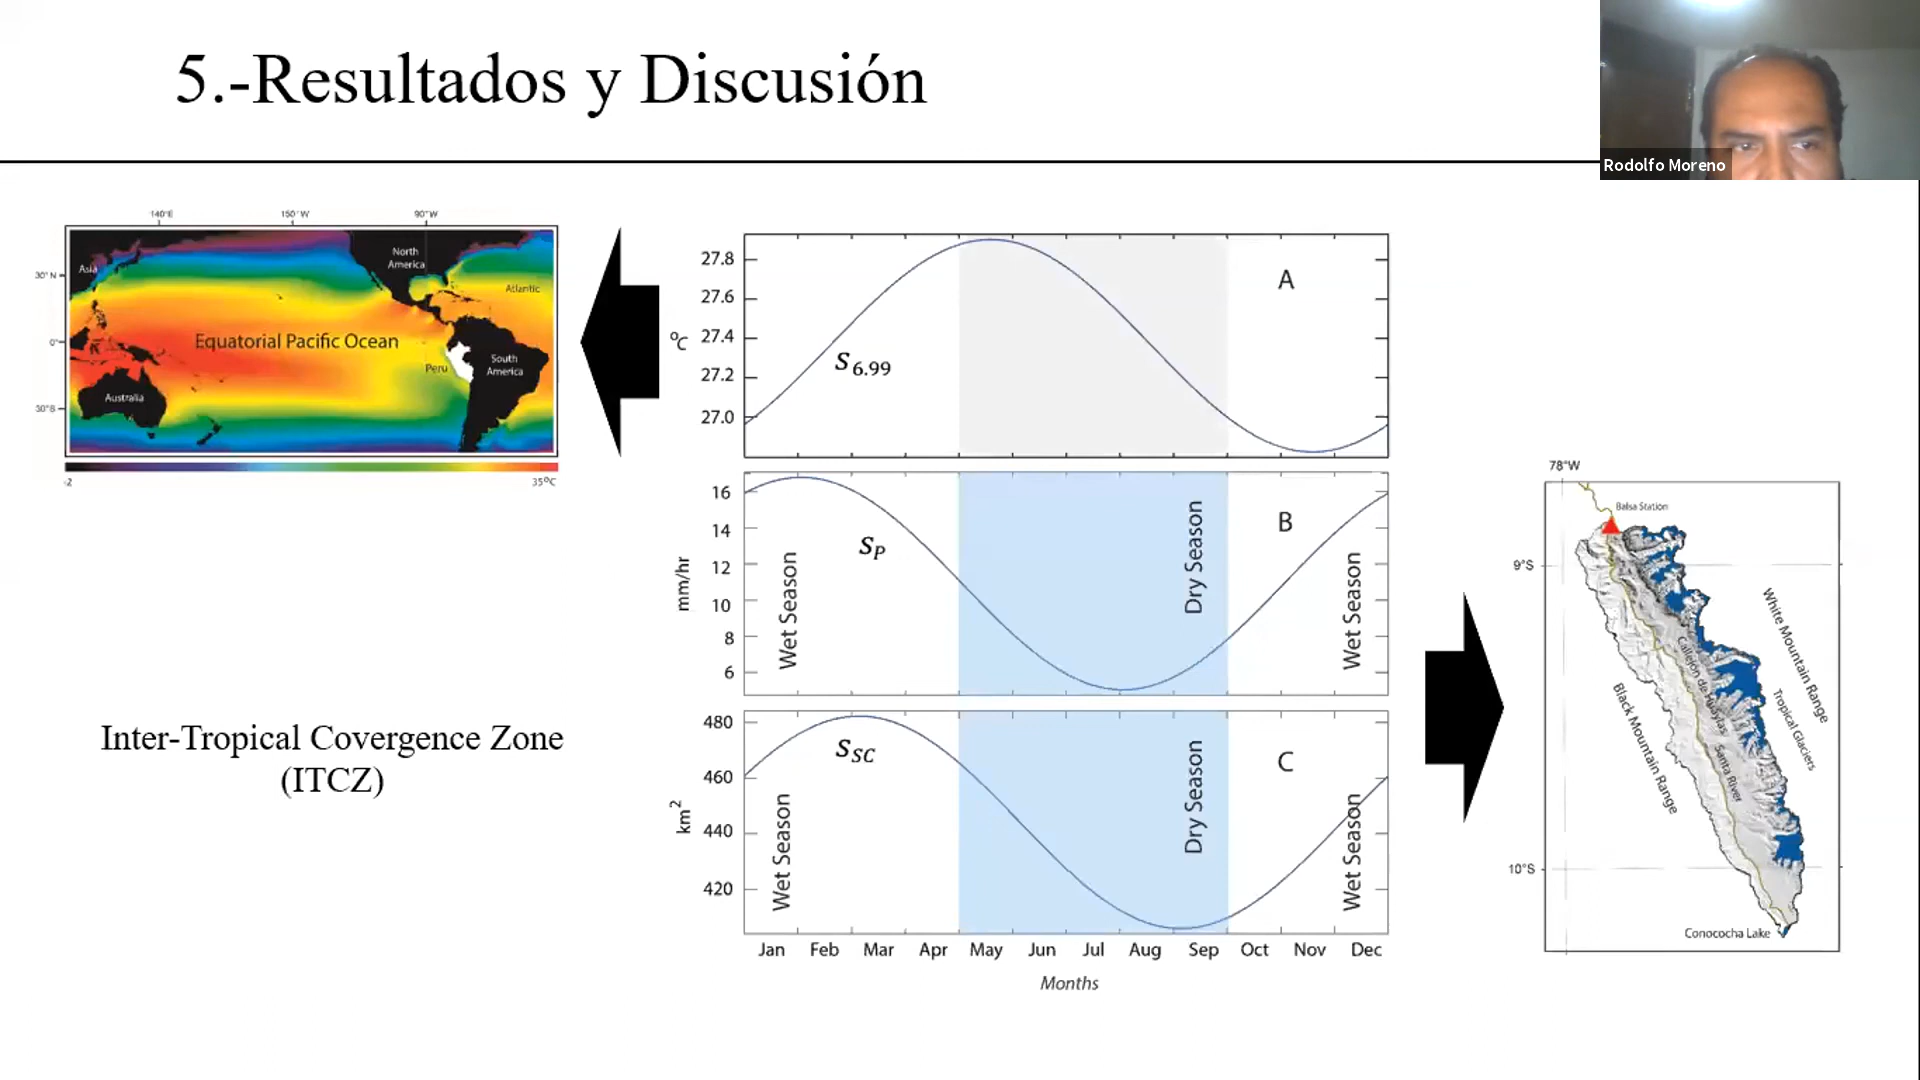 5.-Resultados y Discusión
Rodolfo Moreno
140°E
150°W
90°W
30°N
0°
30°S
Asia
North
America
Atlantic
Equatorial Pacific Ocean
Peru
South
America
Australia
-2
35°C
Inter-Tropical Covergence Zone
(ITCZ)
°C
27.8
27.6
27.4
27.2
27.0
S6.99
A
mm/hr
16
14
12
10
8
6
Wet Season
SP
Dry Season
B
Wet Season
km²
480
460
440
420
Wet Season
SSC
Dry Season
C
Wet Season
Jan Feb Mar Apr May Jun Jul Aug Sep Oct Nov Dec
Months
78°W
Balsa Station
9°S
White Mountain Range
Callejón de Huaylas
Tropical Glaciers
Black Mountain Range
Santa River
10°S
Conococha Lake